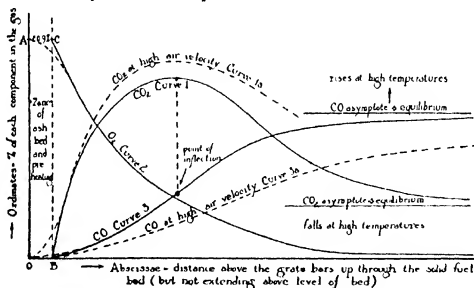 Ordinates = % of each component in the gas
A
C
CO₂ at high air velocity Curve 1a
CO₂ Curve 1
O₂ Curve 2
CO Curve 3
CO at high air velocity Curve 3a
point of
inflection
rises at high temperatures
CO asymptote & equilibrium
CO₂ asymptote & equilibrium
falls at high temperatures
Zone
of
ash
bed
and
pre
heating
O
B
Abscissae = distance above the grate bars up through the solid fuel
bed (but not extending above level of bed)